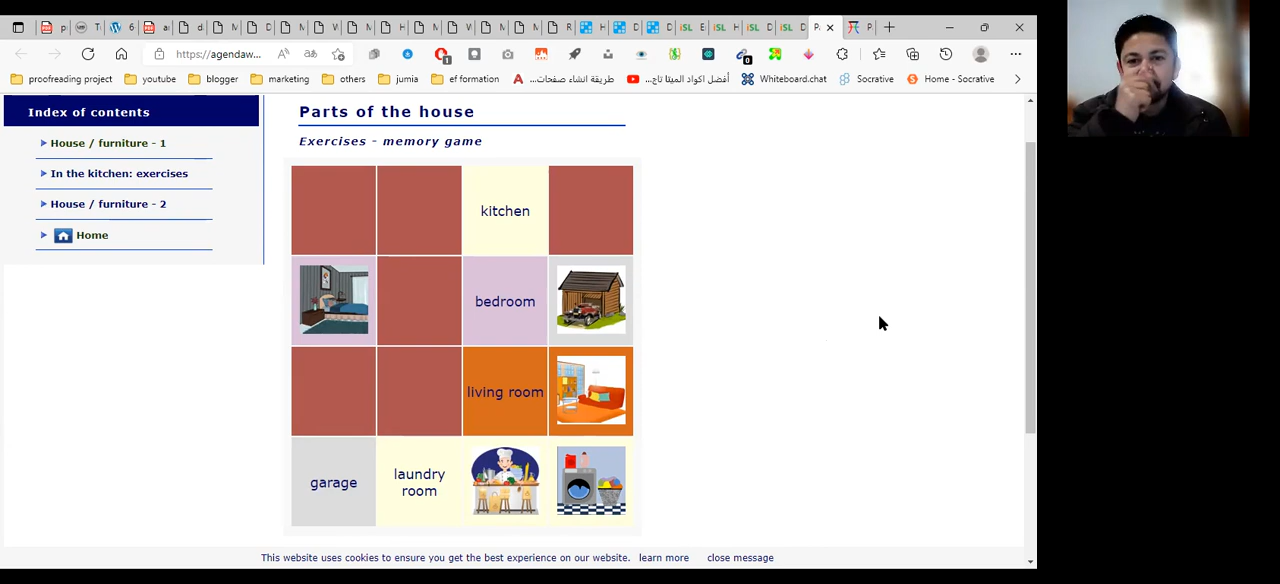 https://agendaw...
proofreading project
youtube
blogger
marketing
others
jumia
ef formation
طريقة انشاء صفحات...
أفضل اكواد الميتا تاج...
Whiteboard.chat
Socrative
Home - Socrative
Index of contents
House / furniture - 1
In the kitchen: exercises
House / furniture - 2
Home
Parts of the house
Exercises - memory game
kitchen
bedroom
living room
garage
laundry
room
This website uses cookies to ensure you get the best experience on our website. learn more close message